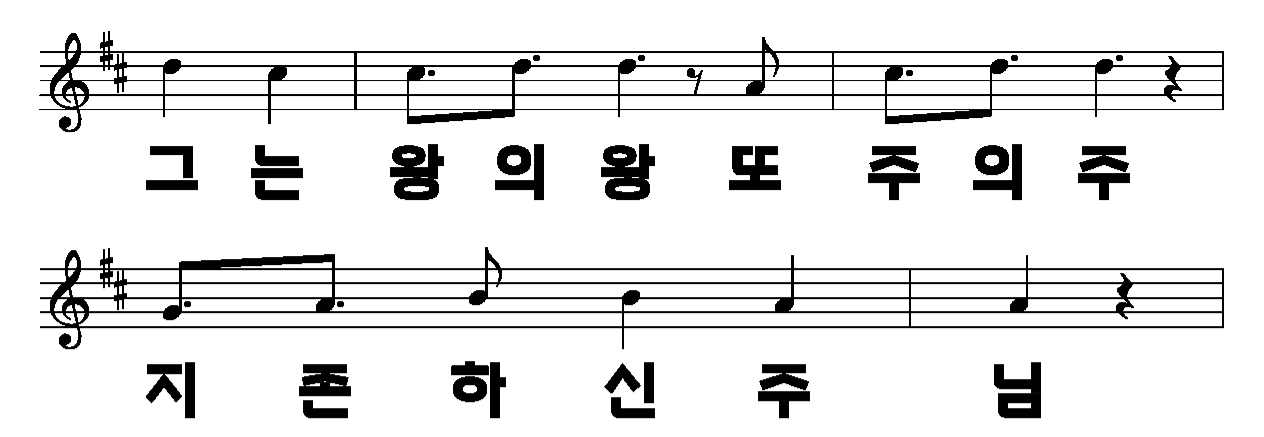 그 는 왕 의 왕 또 주 의 주
지 존 하 신 주 님